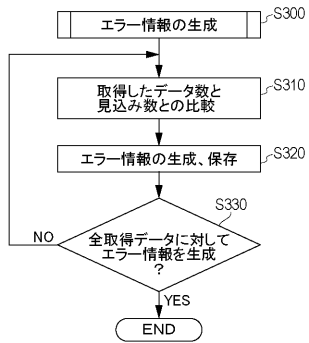 エラー情報の生成
S300
取得したデータ数と
見込み数との比較
S310
エラー情報の生成、保存
S320
S330
全取得データに対して
エラー情報を生成
?
NO
YES
END